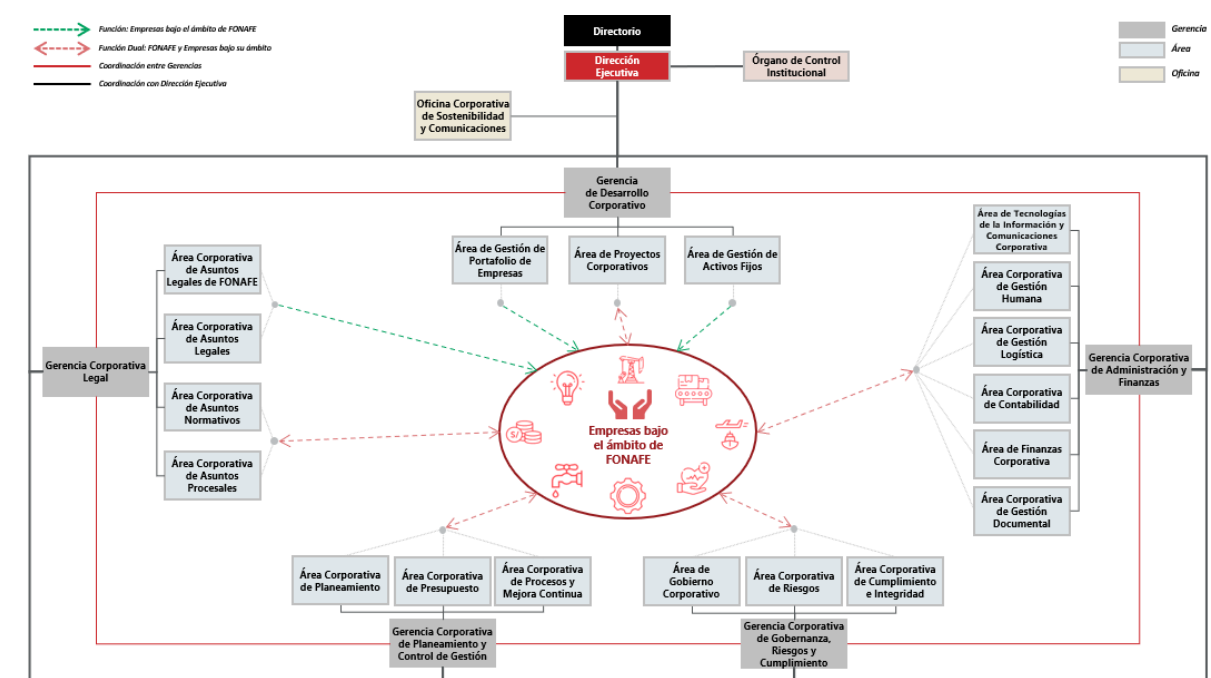 Función: Empresas bajo el ámbito de FONAFE
Función Dual: FONAFE y Empresas bajo su ámbito
Coordinación entre Gerencias
Coordinación con Dirección Ejecutiva
Directorio
Dirección
Ejecutiva
Órgano de Control
Institucional
Gerencia
Área
Oficina
Oficina Corporativa
de Sostenibilidad
y Comunicaciones
Gerencia
de Desarrollo
Corporativo
Área de Gestión de
Portafolio de
Empresas
Área de Proyectos
Corporativos
Área de Gestión de
Activos Fijos
Gerencia Corporativa
Legal
Área Corporativa
de Asuntos
Legales de FONAFE
Área Corporativa
de Asuntos
Legales
Área Corporativa
de Asuntos
Normativos
Área Corporativa
de Asuntos
Procesales
S/
Empresas bajo
el ámbito de
FONAFE
Área de Tecnologías
de la Información y
Comunicaciones
Corporativa
Área Corporativa
de Gestión
Humana
Área Corporativa
de Gestión
Logística
Área Corporativa
de Contabilidad
Área de Finanzas
Corporativa
Área Corporativa
de Gestión
Documental
Gerencia Corporativa
de Administración y
Finanzas
Área Corporativa
de Planeamiento
Área Corporativa
de Presupuesto
Área Corporativa
de Procesos y
Mejora Continua
Gerencia Corporativa
de Planeamiento y
Control de Gestión
Área de
Gobierno
Corporativo
Área Corporativa
de Riesgos
Área Corporativa
de Cumplimiento
e Integridad
Gerencia Corporativa
de Gobernanza,
Riesgos y
Cumplimiento